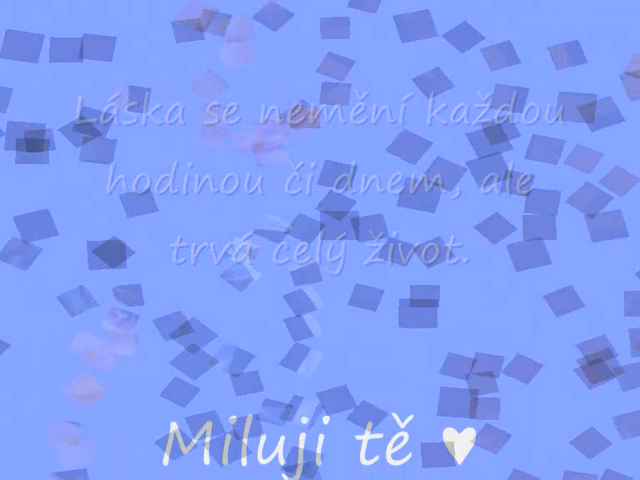 Láska se nemění každou
hodinou či dnem, ale
trvá celý život.
Miluji tě ♥